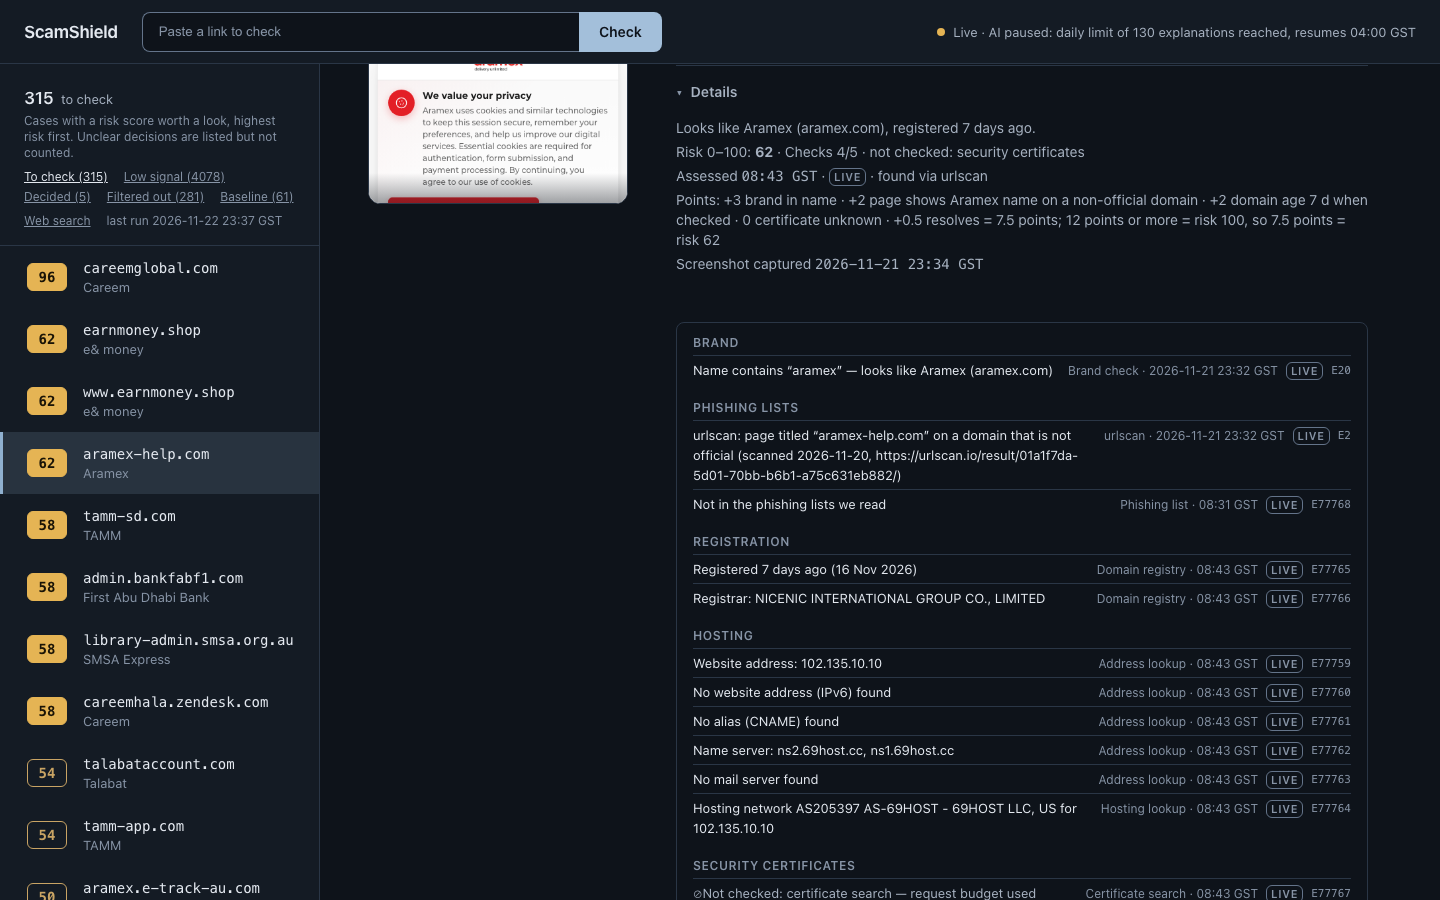 ScamShield
Paste a link to check
Check
Live · AI paused: daily limit of 130 explanations reached, resumes 04:00 GST
315 to check
Cases with a risk score worth a look, highest
risk first. Unclear decisions are listed but not
counted.
To check (315) Low signal (4078)
Decided (5) Filtered out (281) Baseline (61)
Web search last run 2026-11-22 23:37 GST
96 careemglobal.com
Careem
62 earnmoney.shop
e& money
62 www.earnmoney.shop
e& money
62 aramex-help.com
Aramex
58 tamm-sd.com
TAMM
58 admin.bankfabf1.com
First Abu Dhabi Bank
58 library-admin.smsa.org.au
SMSA Express
58 careemhala.zendesk.com
Careem
54 talabataccount.com
Talabat
54 tamm-app.com
TAMM
50 aramex.e-track-au.com
aramex
delivery unlimited
We value your privacy
Aramex uses cookies and similar technologies
to keep this session secure, remember your
preferences, and help us improve our digital
services. Essential cookies are required for
authentication, form submission, and
payment processing. By continuing, you
agree to our use of cookies.
▾ Details
Looks like Aramex (aramex.com), registered 7 days ago.
Risk 0–100: 62 · Checks 4/5 · not checked: security certificates
Assessed 08:43 GST · LIVE · found via urlscan
Points: +3 brand in name · +2 page shows Aramex name on a non-official domain · +2 domain age 7 d when
checked · 0 certificate unknown · +0.5 resolves = 7.5 points; 12 points or more = risk 100, so 7.5 points =
risk 62
Screenshot captured 2026-11-21 23:34 GST
BRAND
Name contains “aramex” — looks like Aramex (aramex.com) Brand check · 2026-11-21 23:32 GST LIVE E20
PHISHING LISTS
urlscan: page titled “aramex-help.com” on a domain that is not urlscan · 2026-11-21 23:32 GST LIVE E2
official (scanned 2026-11-20, https://urlscan.io/result/01a1f7da-
5d01-70bb-b6b1-a75c631eb882/)
Not in the phishing lists we read Phishing list · 08:31 GST LIVE E77768
REGISTRATION
Registered 7 days ago (16 Nov 2026) Domain registry · 08:43 GST LIVE E77765
Registrar: NICENIC INTERNATIONAL GROUP CO., LIMITED Domain registry · 08:43 GST LIVE E77766
HOSTING
Website address: 102.135.10.10 Address lookup · 08:43 GST LIVE E77759
No website address (IPv6) found Address lookup · 08:43 GST LIVE E77760
No alias (CNAME) found Address lookup · 08:43 GST LIVE E77761
Name server: ns2.69host.cc, ns1.69host.cc Address lookup · 08:43 GST LIVE E77762
No mail server found Address lookup · 08:43 GST LIVE E77763
Hosting network AS205397 AS-69HOST - 69HOST LLC, US for Hosting lookup · 08:43 GST LIVE E77764
102.135.10.10
SECURITY CERTIFICATES
⊘Not checked: certificate search — request budget used Certificate search · 08:43 GST LIVE E77767